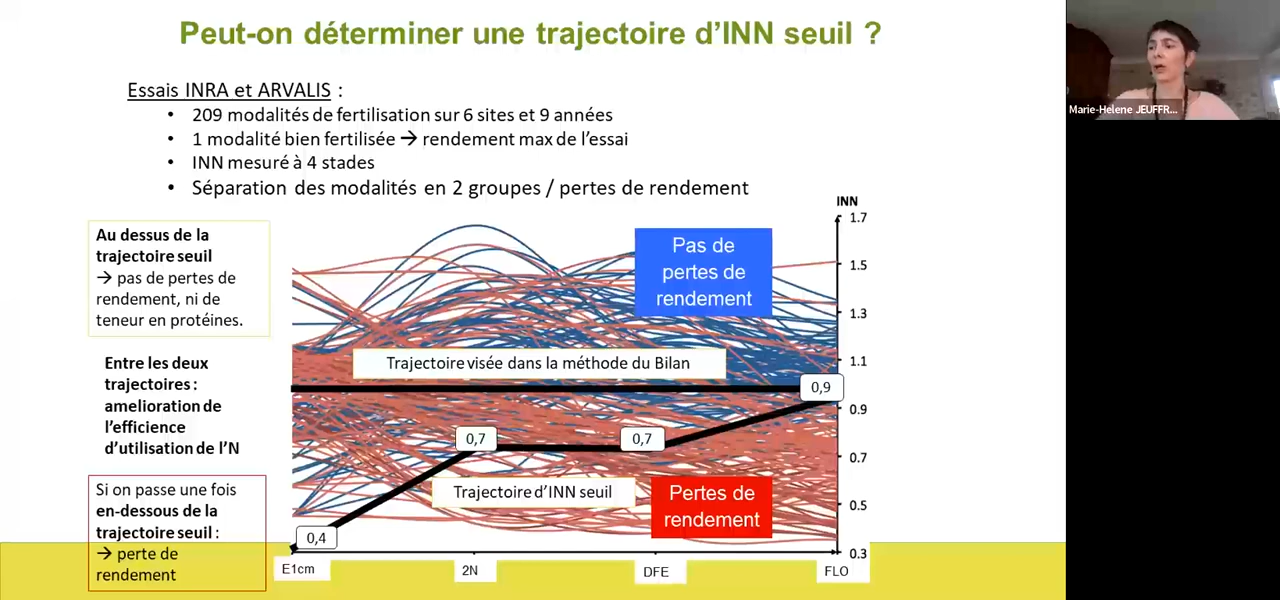 Peut-on déterminer une trajectoire d'INN seuil ?
Marie-Helene JEUFFR...
Essais INRA et ARVALIS :
• 209 modalités de fertilisation sur 6 sites et 9 années
• 1 modalité bien fertilisée → rendement max de l'essai
• INN mesuré à 4 stades
• Séparation des modalités en 2 groupes / pertes de rendement
Au dessus de la
trajectoire seuil
→ pas de pertes de
rendement, ni de
teneur en protéines.
Entre les deux
trajectoires :
amelioration de
l'efficience
d'utilisation de l'N
Si on passe une fois
en-dessous de la
trajectoire seuil :
→ perte de
rendement
INN
1.7
1.5
1.3
1.1
0.9
0.7
0.5
0.3
Pas de
pertes de
rendement
Trajectoire visée dans la méthode du Bilan
0,9
0,7
0,7
Trajectoire d'INN seuil
Pertes de
rendement
0,4
E1cm
2N
DFE
FLO